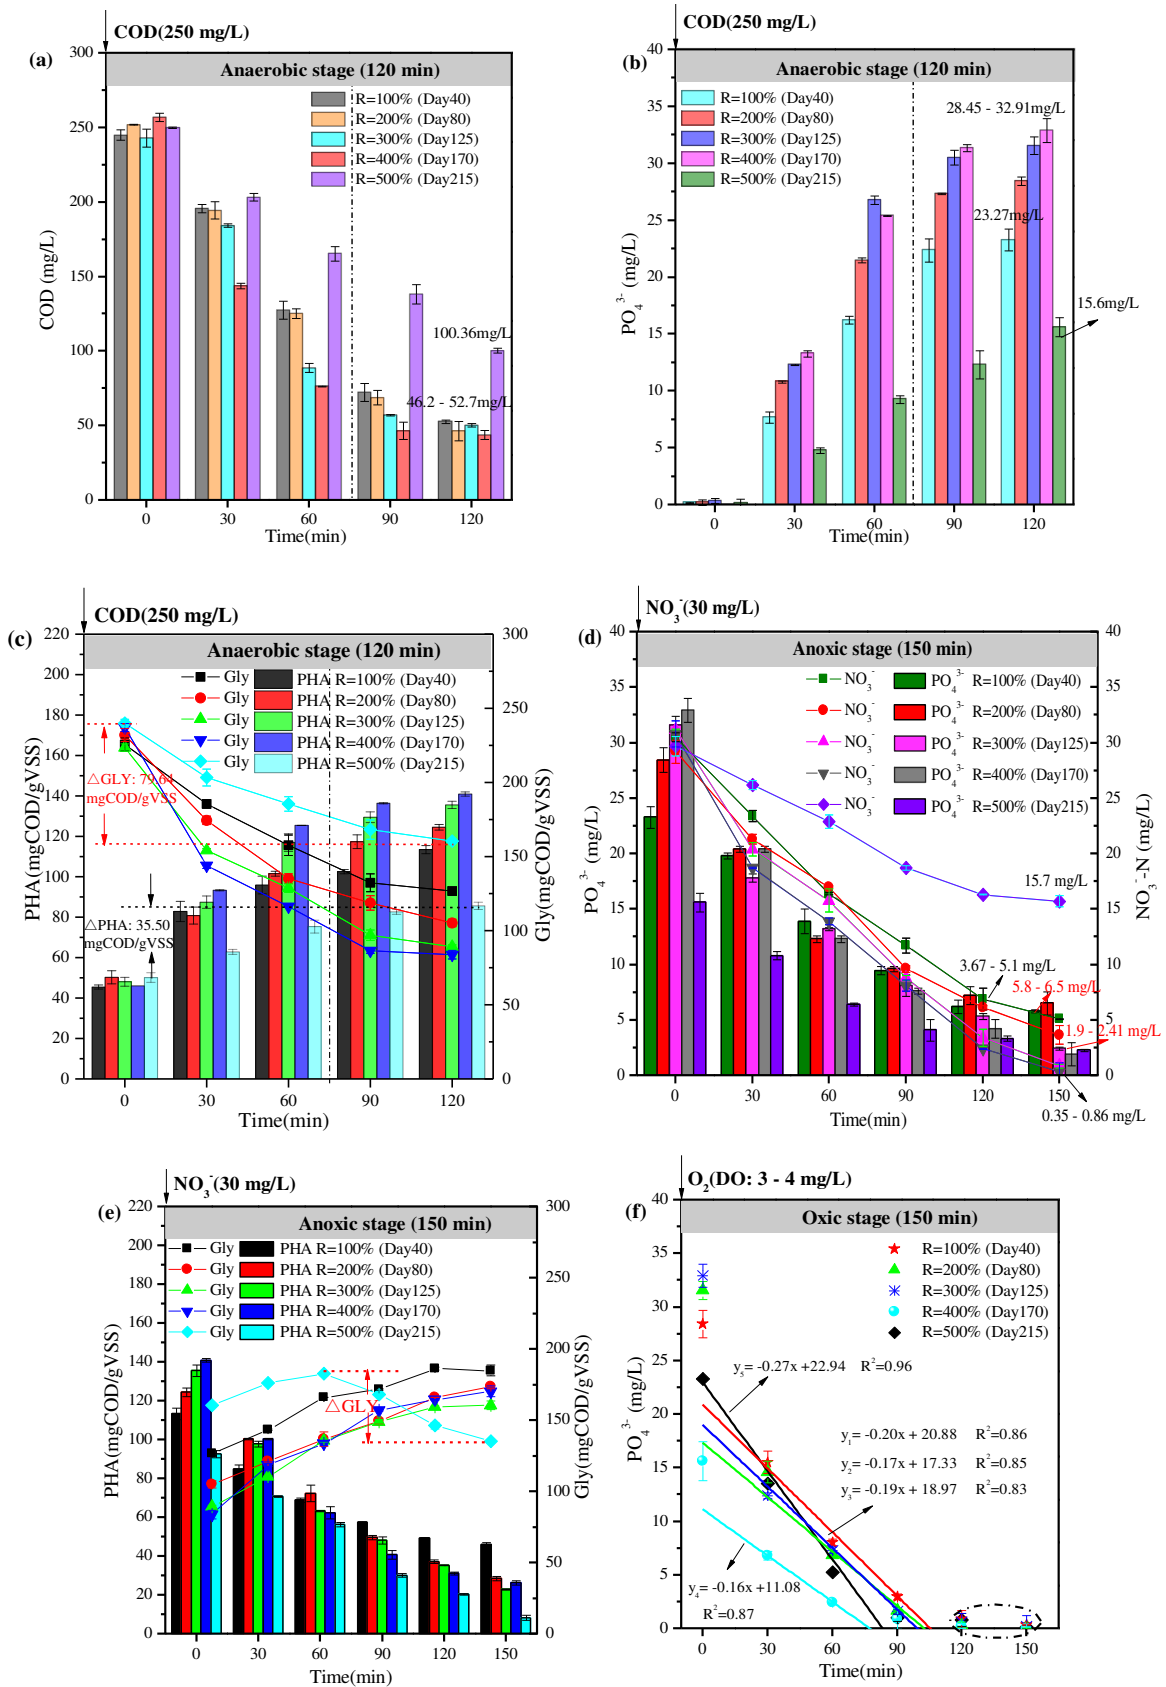 COD(250 mg/L)
(a)
Anaerobic stage (120 min)
R=100% (Day40)
R=200% (Day80)
R=300% (Day125)
R=400% (Day170)
R=500% (Day215)
100.36mg/L
46.2 - 52.7mg/L
COD (mg/L)
300
250
200
150
100
50
0
0 30 60 90 120
Time(min)
COD(250 mg/L)
(b)
Anaerobic stage (120 min)
R=100% (Day40)
R=200% (Day80)
R=300% (Day125)
R=400% (Day170)
R=500% (Day215)
28.45 - 32.91mg/L
23.27mg/L
15.6mg/L
PO₄³⁻ (mg/L)
40
35
30
25
20
15
10
5
0
0 30 60 90 120
Time(min)
COD(250 mg/L)
(c)
Anaerobic stage (120 min)
Gly PHA R=100% (Day40)
Gly PHA R=200% (Day80)
Gly PHA R=300% (Day125)
Gly PHA R=400% (Day170)
Gly PHA R=500% (Day215)
△GLY: 79.64
mgCOD/gVSS
△PHA: 35.50
mgCOD/gVSS
PHA(mgCOD/gVSS)
220
200
180
160
140
120
100
80
60
40
20
0
Gly(mgCOD/gVSS)
300
250
200
150
100
50
0
0 30 60 90 120
Time(min)
NO₃⁻(30 mg/L)
(d)
Anoxic stage (150 min)
NO₃⁻ PO₄³⁻ R=100% (Day40)
NO₃⁻ PO₄³⁻ R=200% (Day80)
NO₃⁻ PO₄³⁻ R=300% (Day125)
NO₃⁻ PO₄³⁻ R=400% (Day170)
NO₃⁻ PO₄³⁻ R=500% (Day215)
15.7 mg/L
3.67 - 5.1 mg/L
5.8 - 6.5 mg/L
1.9 - 2.41 mg/L
0.35 - 0.86 mg/L
PO₄³⁻ (mg/L)
40
35
30
25
20
15
10
5
0
NO₃⁻-N (mg/L)
40
35
30
25
20
15
10
5
0
0 30 60 90 120 150
Time(min)
NO₃⁻(30 mg/L)
(e)
Anoxic stage (150 min)
Gly PHA R=100% (Day40)
Gly PHA R=200% (Day80)
Gly PHA R=300% (Day125)
Gly PHA R=400% (Day170)
Gly PHA R=500% (Day215)
△GLY
PHA(mgCOD/gVSS)
220
200
180
160
140
120
100
80
60
40
20
0
Gly(mgCOD/gVSS)
300
250
200
150
100
50
0
0 30 60 90 120 150
Time(min)
O₂(DO: 3 - 4 mg/L)
(f)
Oxic stage (150 min)
R=100% (Day40)
R=200% (Day80)
R=300% (Day125)
R=400% (Day170)
R=500% (Day215)
y₅= -0.27x +22.94 R²=0.96
y₁= -0.20x + 20.88 R²=0.86
y₂= -0.17x + 17.33 R²=0.85
y₃= -0.19x + 18.97 R²=0.83
y₄= -0.16x +11.08
R²=0.87
PO₄³⁻ (mg/L)
40
35
30
25
20
15
10
5
0
0 30 60 90 120 150
Time(min)